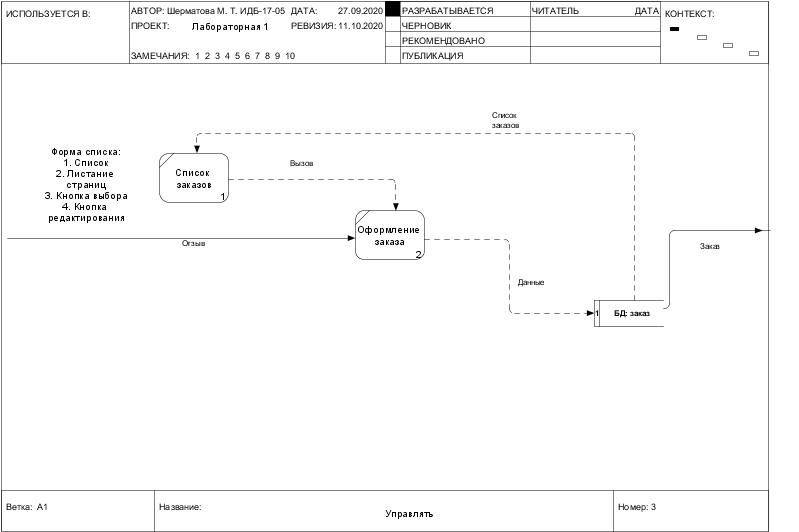 ИСПОЛЬЗУЕТСЯ В:
АВТОР: Шерматова М. Т. ИДБ-17-05 ДАТА: 27.09.2020
ПРОЕКТ: Лабораторная 1 РЕВИЗИЯ: 11.10.2020
ЗАМЕЧАНИЯ: 1 2 3 4 5 6 7 8 9 10
РАЗРАБАТЫВАЕТСЯ
ЧЕРНОВИК
РЕКОМЕНДОВАНО
ПУБЛИКАЦИЯ
ЧИТАТЕЛЬ ДАТА
КОНТЕКСТ:
Список
заказов
Форма списка:
1. Список
2. Листание
страниц
3. Кнопка выбора
4. Кнопка
редактирования
Список
заказов
1
Вызов
Оформление
заказа
2
Отзыв
Данные
1 БД: заказ
Заказ
Ветка: A1
Название:
Управлять
Номер: 3